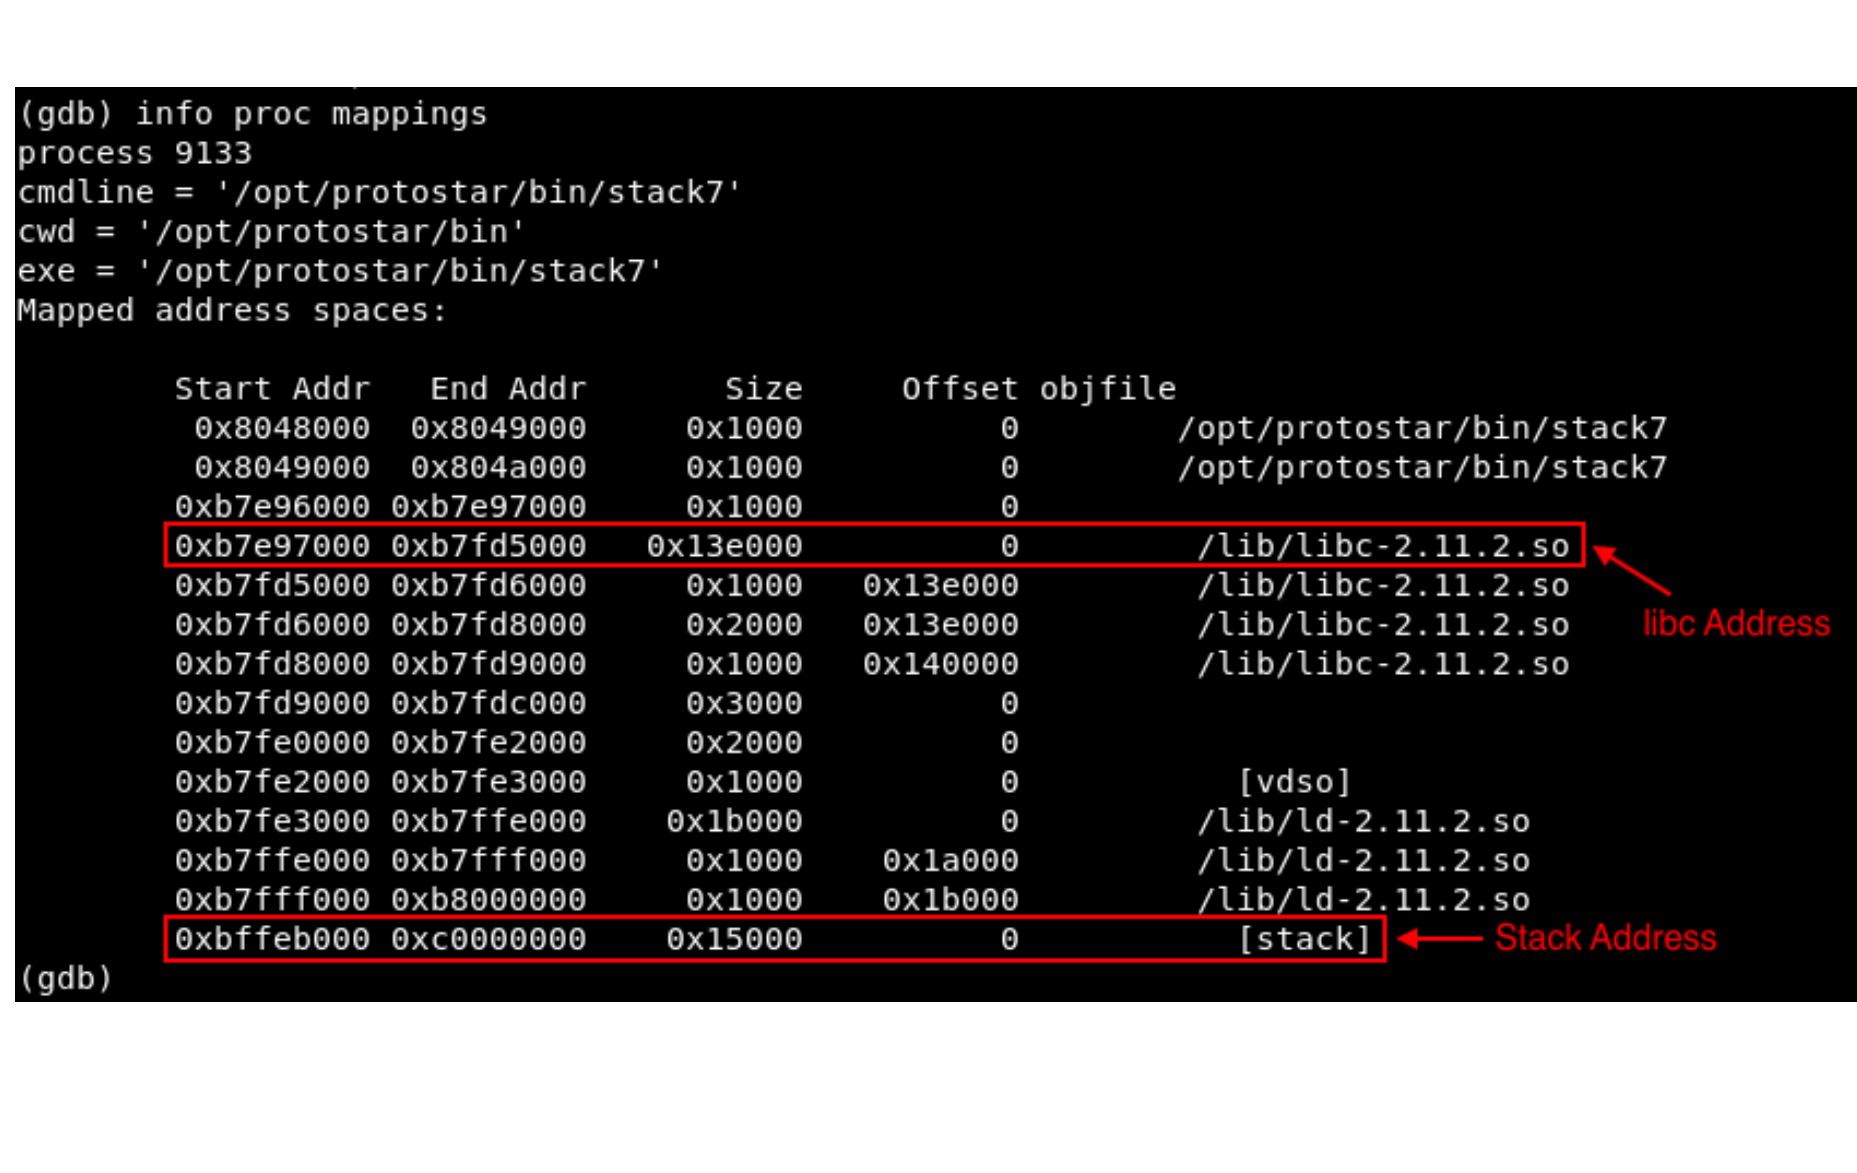 (gdb) info proc mappings
process 9133
cmdline = '/opt/protostar/bin/stack7'
cwd = '/opt/protostar/bin'
exe = '/opt/protostar/bin/stack7'
Mapped address spaces:
Start Addr End Addr Size Offset objfile
0x8048000 0x8049000 0x1000 0 /opt/protostar/bin/stack7
0x8049000 0x804a000 0x1000 0 /opt/protostar/bin/stack7
0xb7e96000 0xb7e97000 0x1000 0
0xb7e97000 0xb7fd5000 0x13e000 0 /lib/libc-2.11.2.so
0xb7fd5000 0xb7fd6000 0x1000 0x13e000 /lib/libc-2.11.2.so
0xb7fd6000 0xb7fd8000 0x2000 0x13e000 /lib/libc-2.11.2.so
libc Address
0xb7fd8000 0xb7fd9000 0x1000 0x140000 /lib/libc-2.11.2.so
0xb7fd9000 0xb7fdc000 0x3000 0
0xb7fe0000 0xb7fe2000 0x2000 0
0xb7fe2000 0xb7fe3000 0x1000 0 [vdso]
0xb7fe3000 0xb7ffe000 0x1b000 0 /lib/ld-2.11.2.so
0xb7ffe000 0xb7fff000 0x1000 0x1a000 /lib/ld-2.11.2.so
0xb7fff000 0xb8000000 0x1000 0x1b000 /lib/ld-2.11.2.so
0xbffeb000 0xc0000000 0x15000 0 [stack]
Stack Address
(gdb)